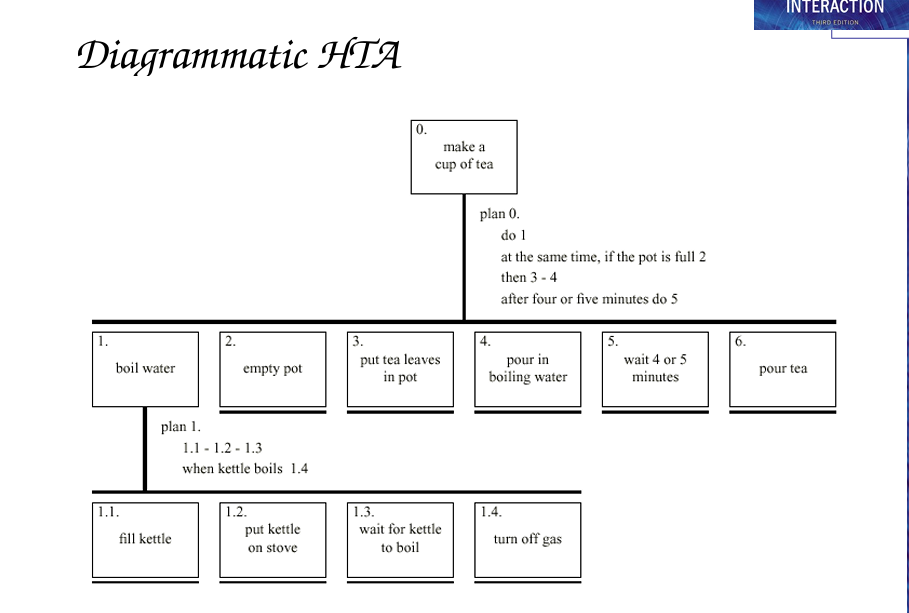 INTERACTION
THIRD EDITION
Diagrammatic HTA
0.
make a
cup of tea
plan 0.
do 1
at the same time, if the pot is full 2
then 3 - 4
after four or five minutes do 5
1.
boil water
2.
empty pot
3.
put tea leaves
in pot
4.
pour in
boiling water
5.
wait 4 or 5
minutes
6.
pour tea
plan 1.
1.1 - 1.2 - 1.3
when kettle boils 1.4
1.1.
fill kettle
1.2.
put kettle
on stove
1.3.
wait for kettle
to boil
1.4.
turn off gas